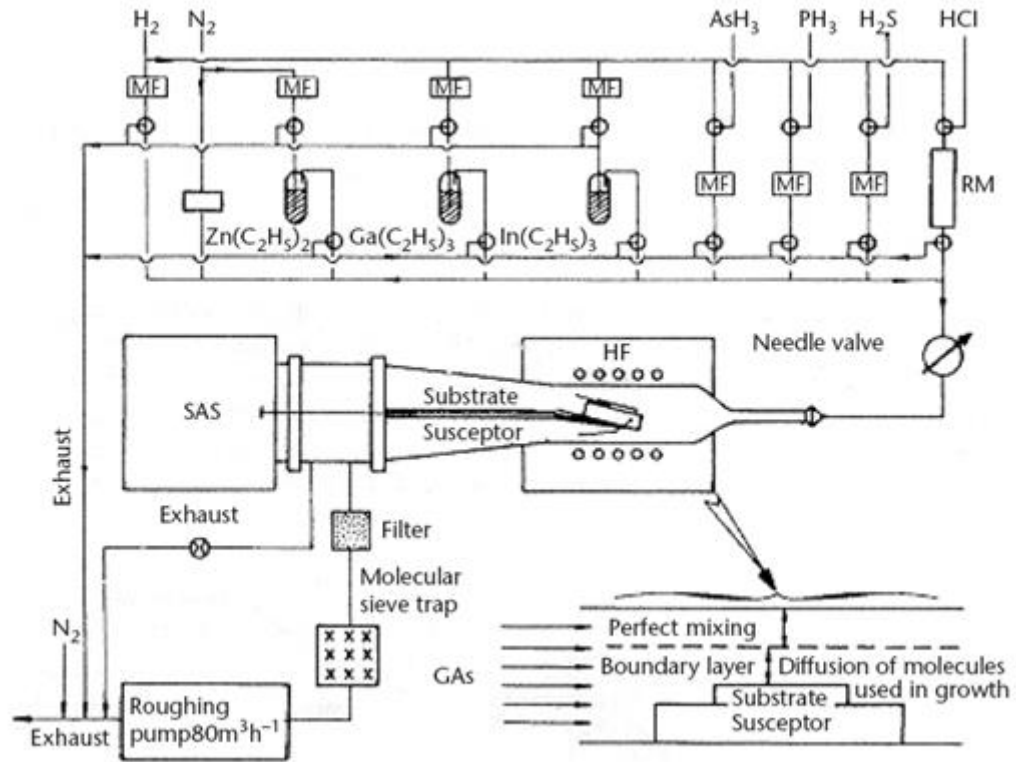 H₂ N₂ AsH₃ PH₃ H₂S HCl
MF MF MF MF
MF MF MF RM
Zn(C₂H₅)₂ Ga(C₂H₅)₃ In(C₂H₅)₃
Needle valve
HF
SAS
Substrate
Susceptor
Exhaust
Exhaust
Filter
Molecular
sieve trap
N₂
Roughing
pump80m³h⁻¹
Exhaust
GAs
Perfect mixing
Boundary layer
Diffusion of molecules
used in growth
Substrate
Susceptor